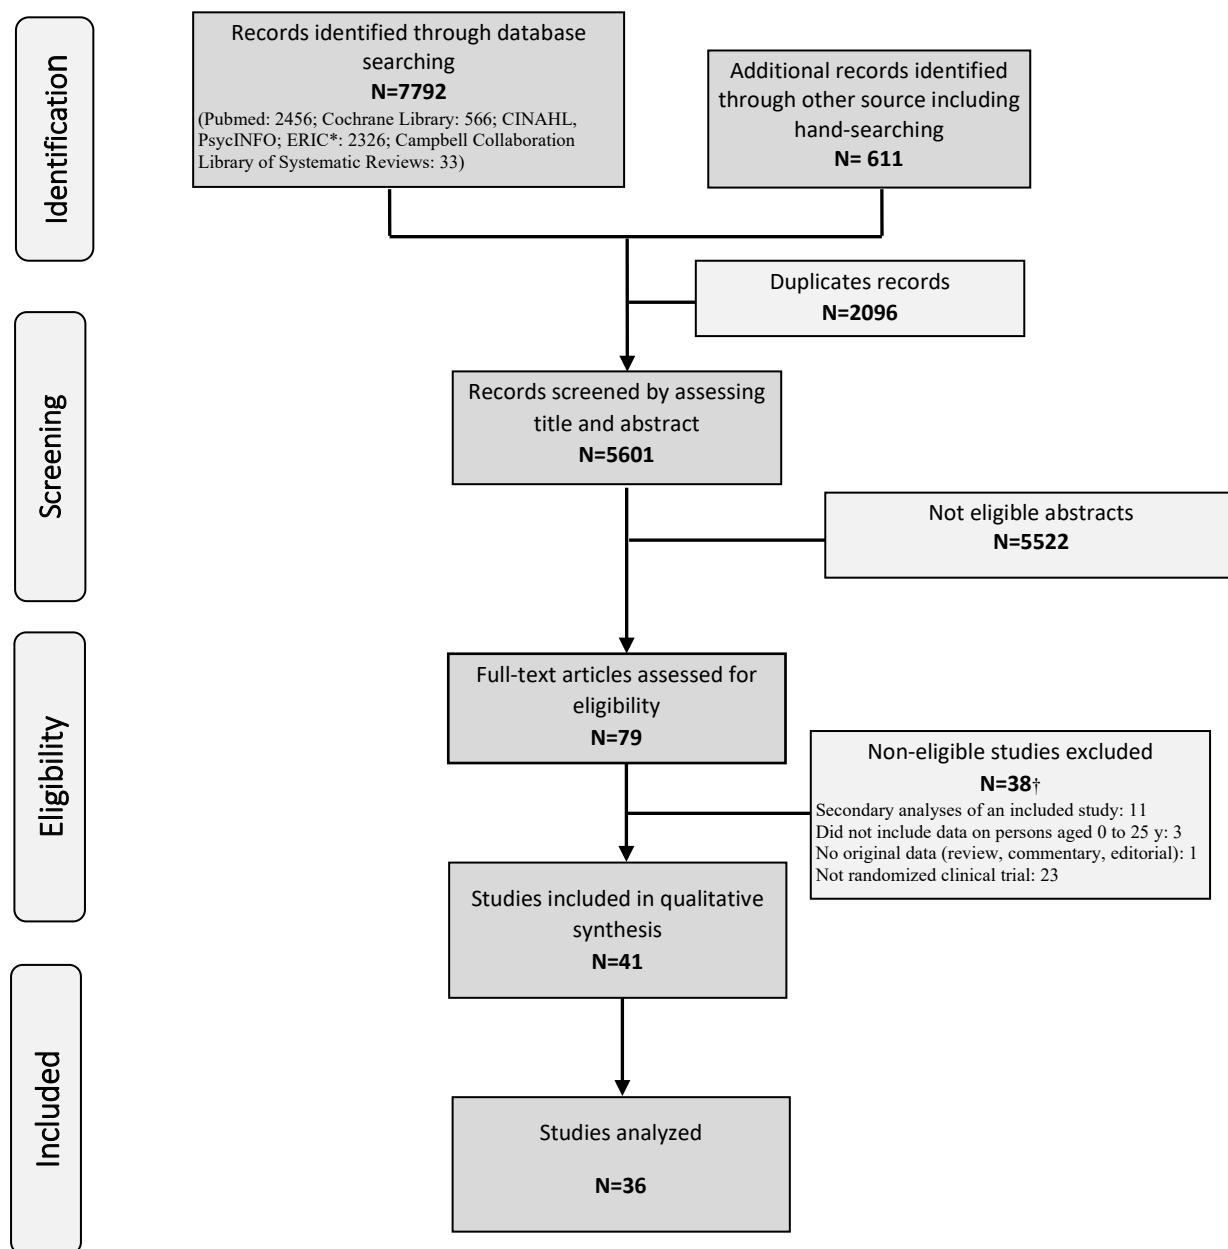 Identification
Records identified through database
searching
N=7792
(Pubmed: 2456; Cochrane Library: 566; CINAHL,
PsycINFO; ERIC*: 2326; Campbell Collaboration
Library of Systematic Reviews: 33)
Additional records identified
through other source including
hand-searching
N= 611
Duplicates records
N=2096
Screening
Records screened by assessing
title and abstract
N=5601
Not eligible abstracts
N=5522
Eligibility
Full-text articles assessed for
eligibility
N=79
Non-eligible studies excluded
N=38†
Secondary analyses of an included study: 11
Did not include data on persons aged 0 to 25 y: 3
No original data (review, commentary, editorial): 1
Not randomized clinical trial: 23
Studies included in qualitative
synthesis
N=41
Included
Studies analyzed
N=36